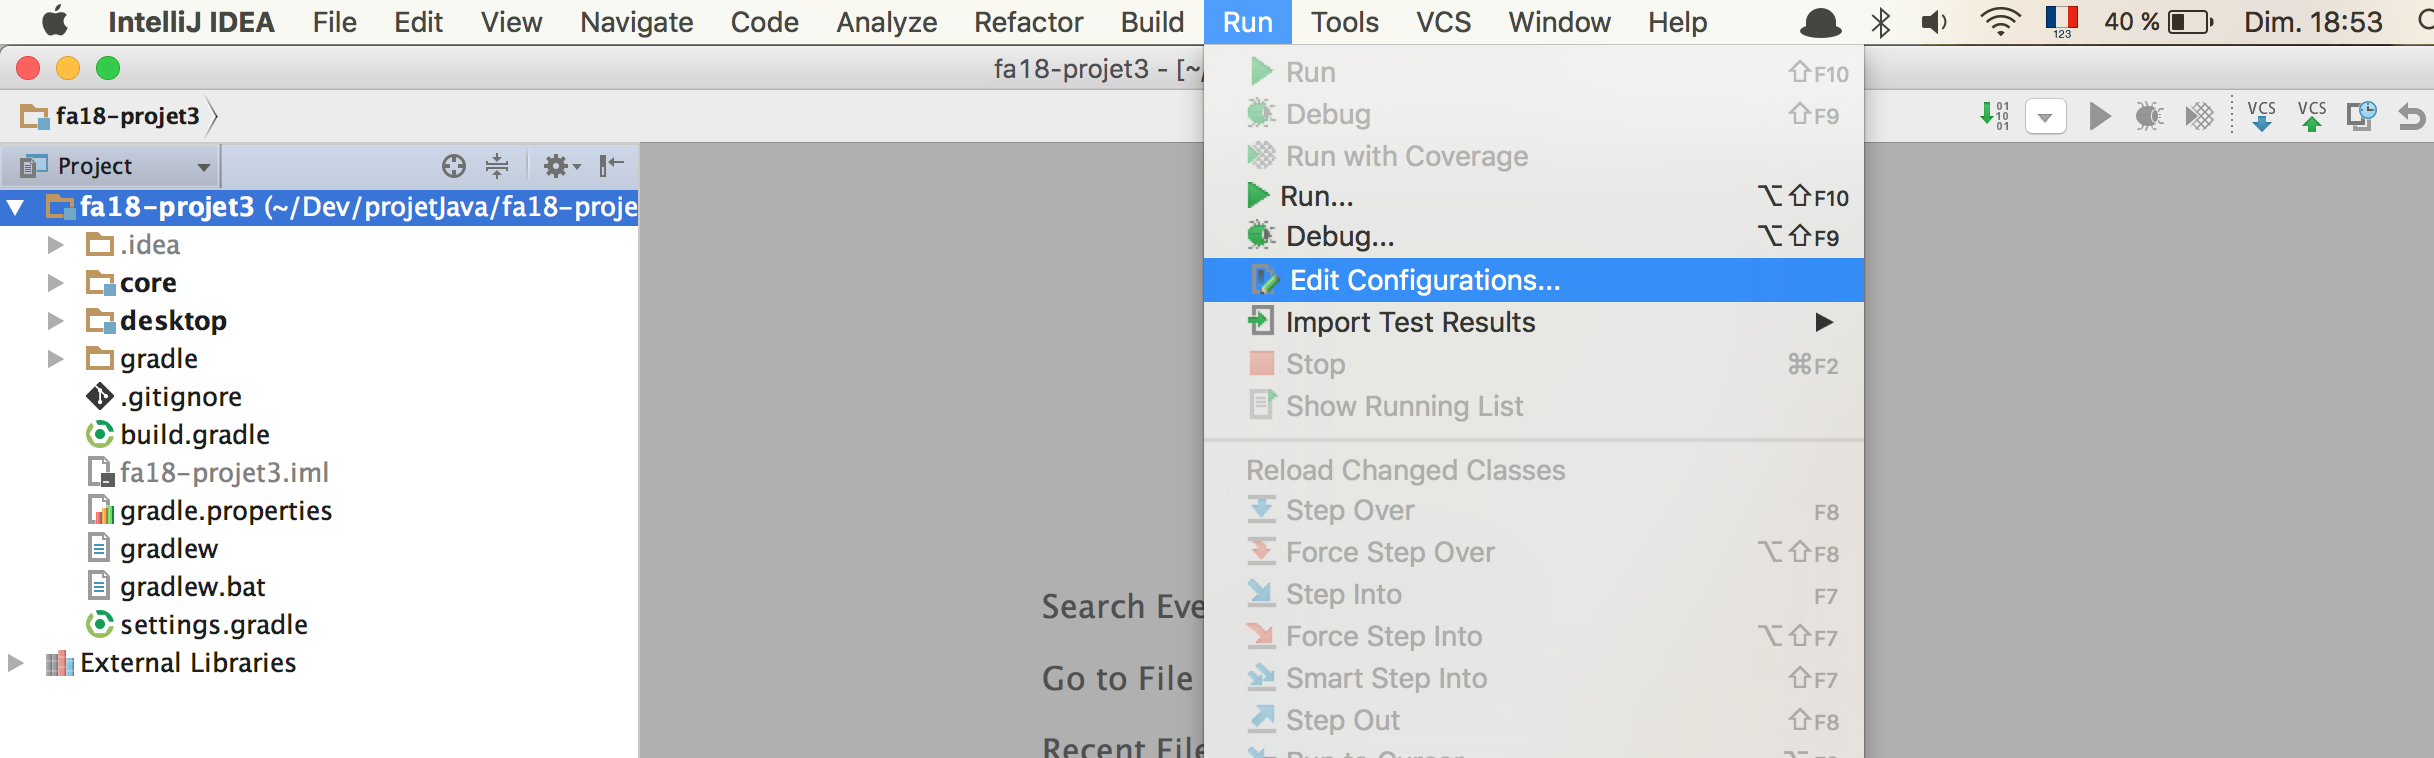 IntelliJ IDEA File Edit View Navigate Code Analyze Refactor Build Run Tools VCS Window Help 123 40 % Dim. 18:53
fa18-projet3 - [~/
fa18-projet3
VCS VCS
Project
fa18-projet3 (~/Dev/projetJava/fa18-proje
.idea
core
desktop
gradle
.gitignore
build.gradle
fa18-projet3.iml
gradle.properties
gradlew
gradlew.bat
settings.gradle
External Libraries
Search Eve
Go to File
Recent File
Run ⇧F10
Debug ⇧F9
Run with Coverage
Run... ⌥⇧F10
Debug... ⌥⇧F9
Edit Configurations...
Import Test Results
Stop ⌘F2
Show Running List
Reload Changed Classes
Step Over F8
Force Step Over ⌥⇧F8
Step Into F7
Force Step Into ⌥⇧F7
Smart Step Into ⇧F7
Step Out ⇧F8
Run to Cursor